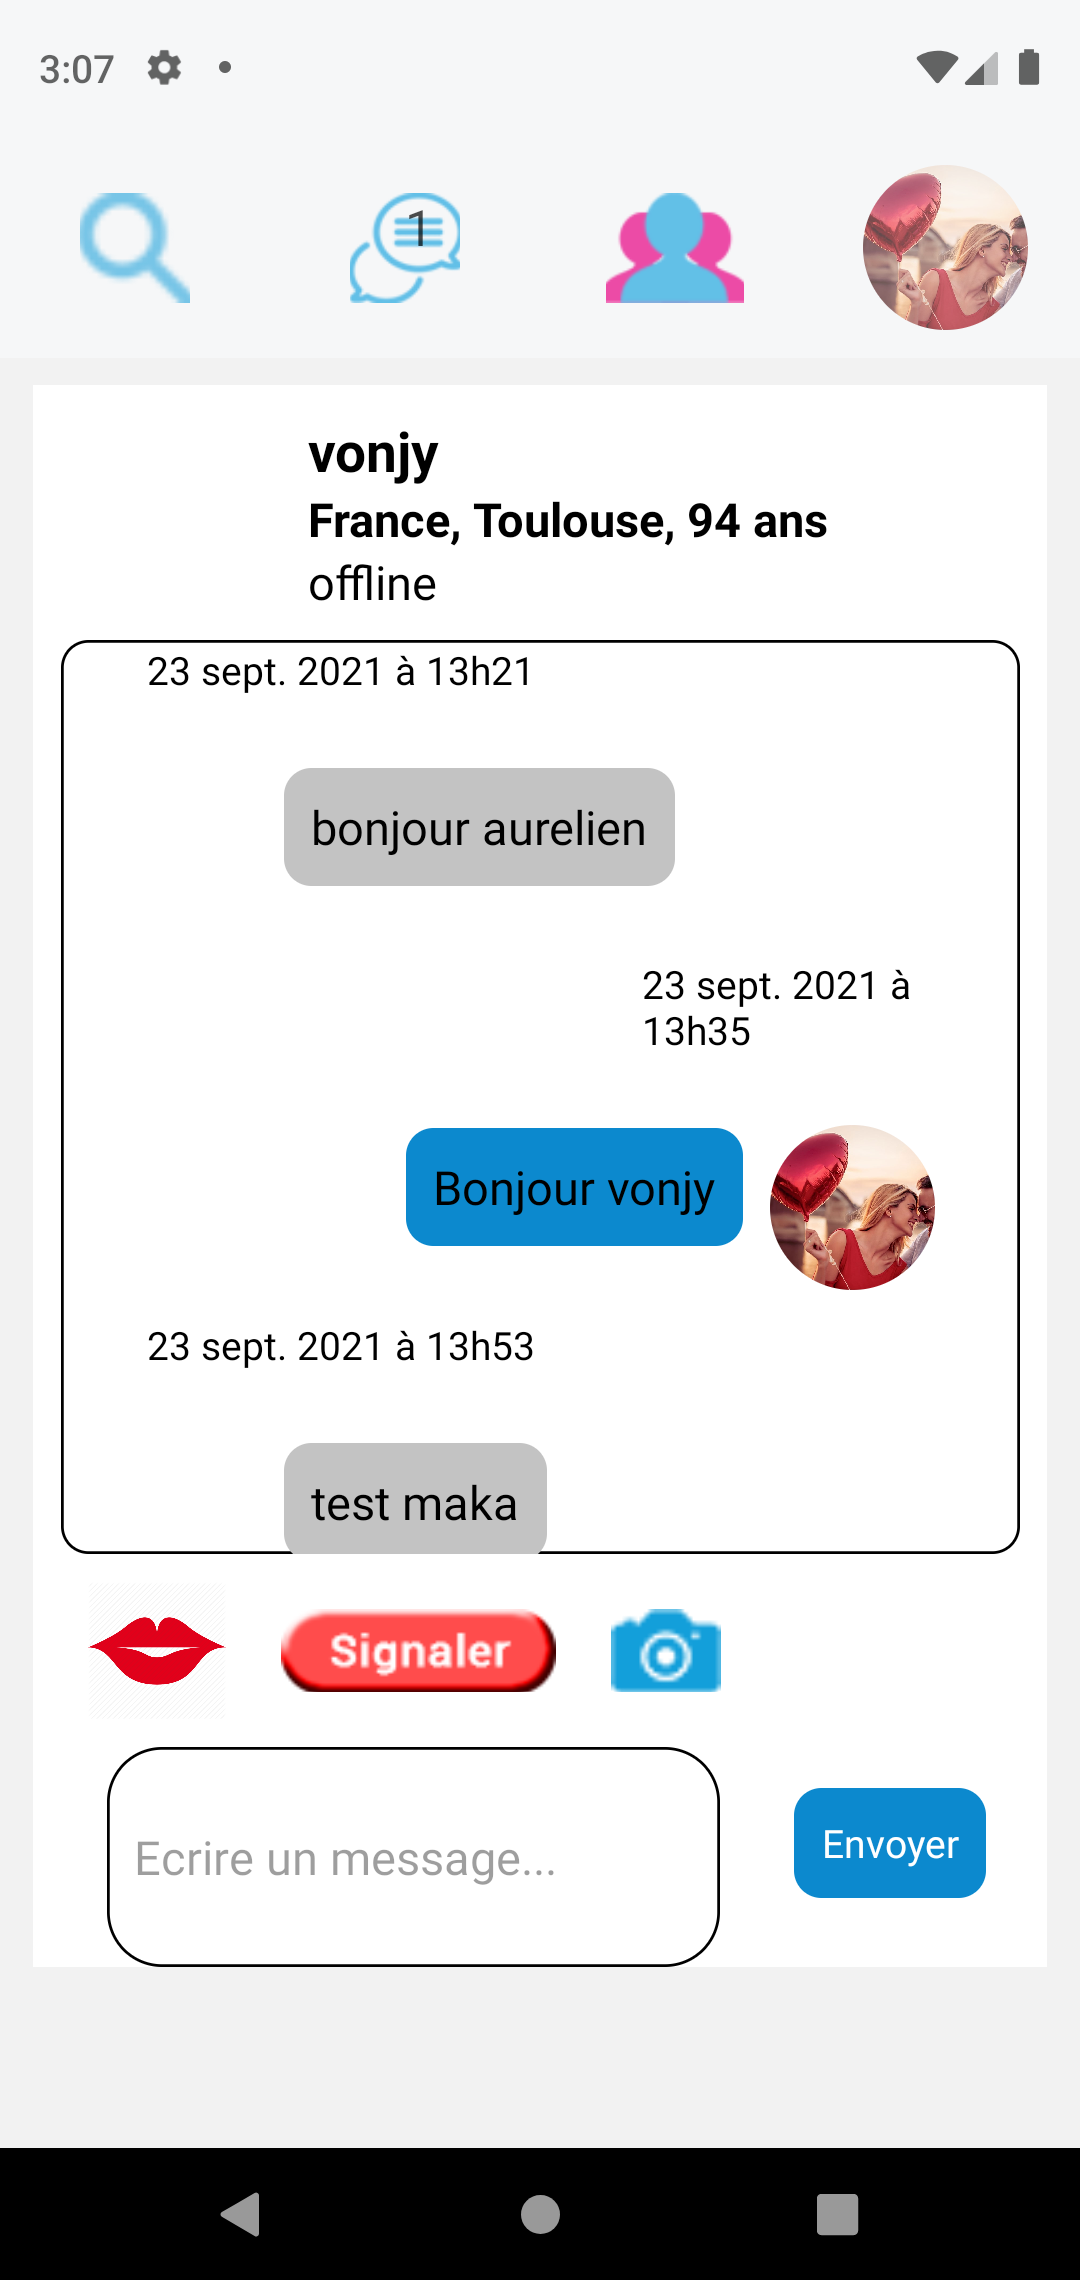 3:07
1
vonjy
France, Toulouse, 94 ans
offline
23 sept. 2021 à 13h21
bonjour aurelien
23 sept. 2021 à
13h35
Bonjour vonjy
23 sept. 2021 à 13h53
test maka
Signaler
Ecrire un message...
Envoyer